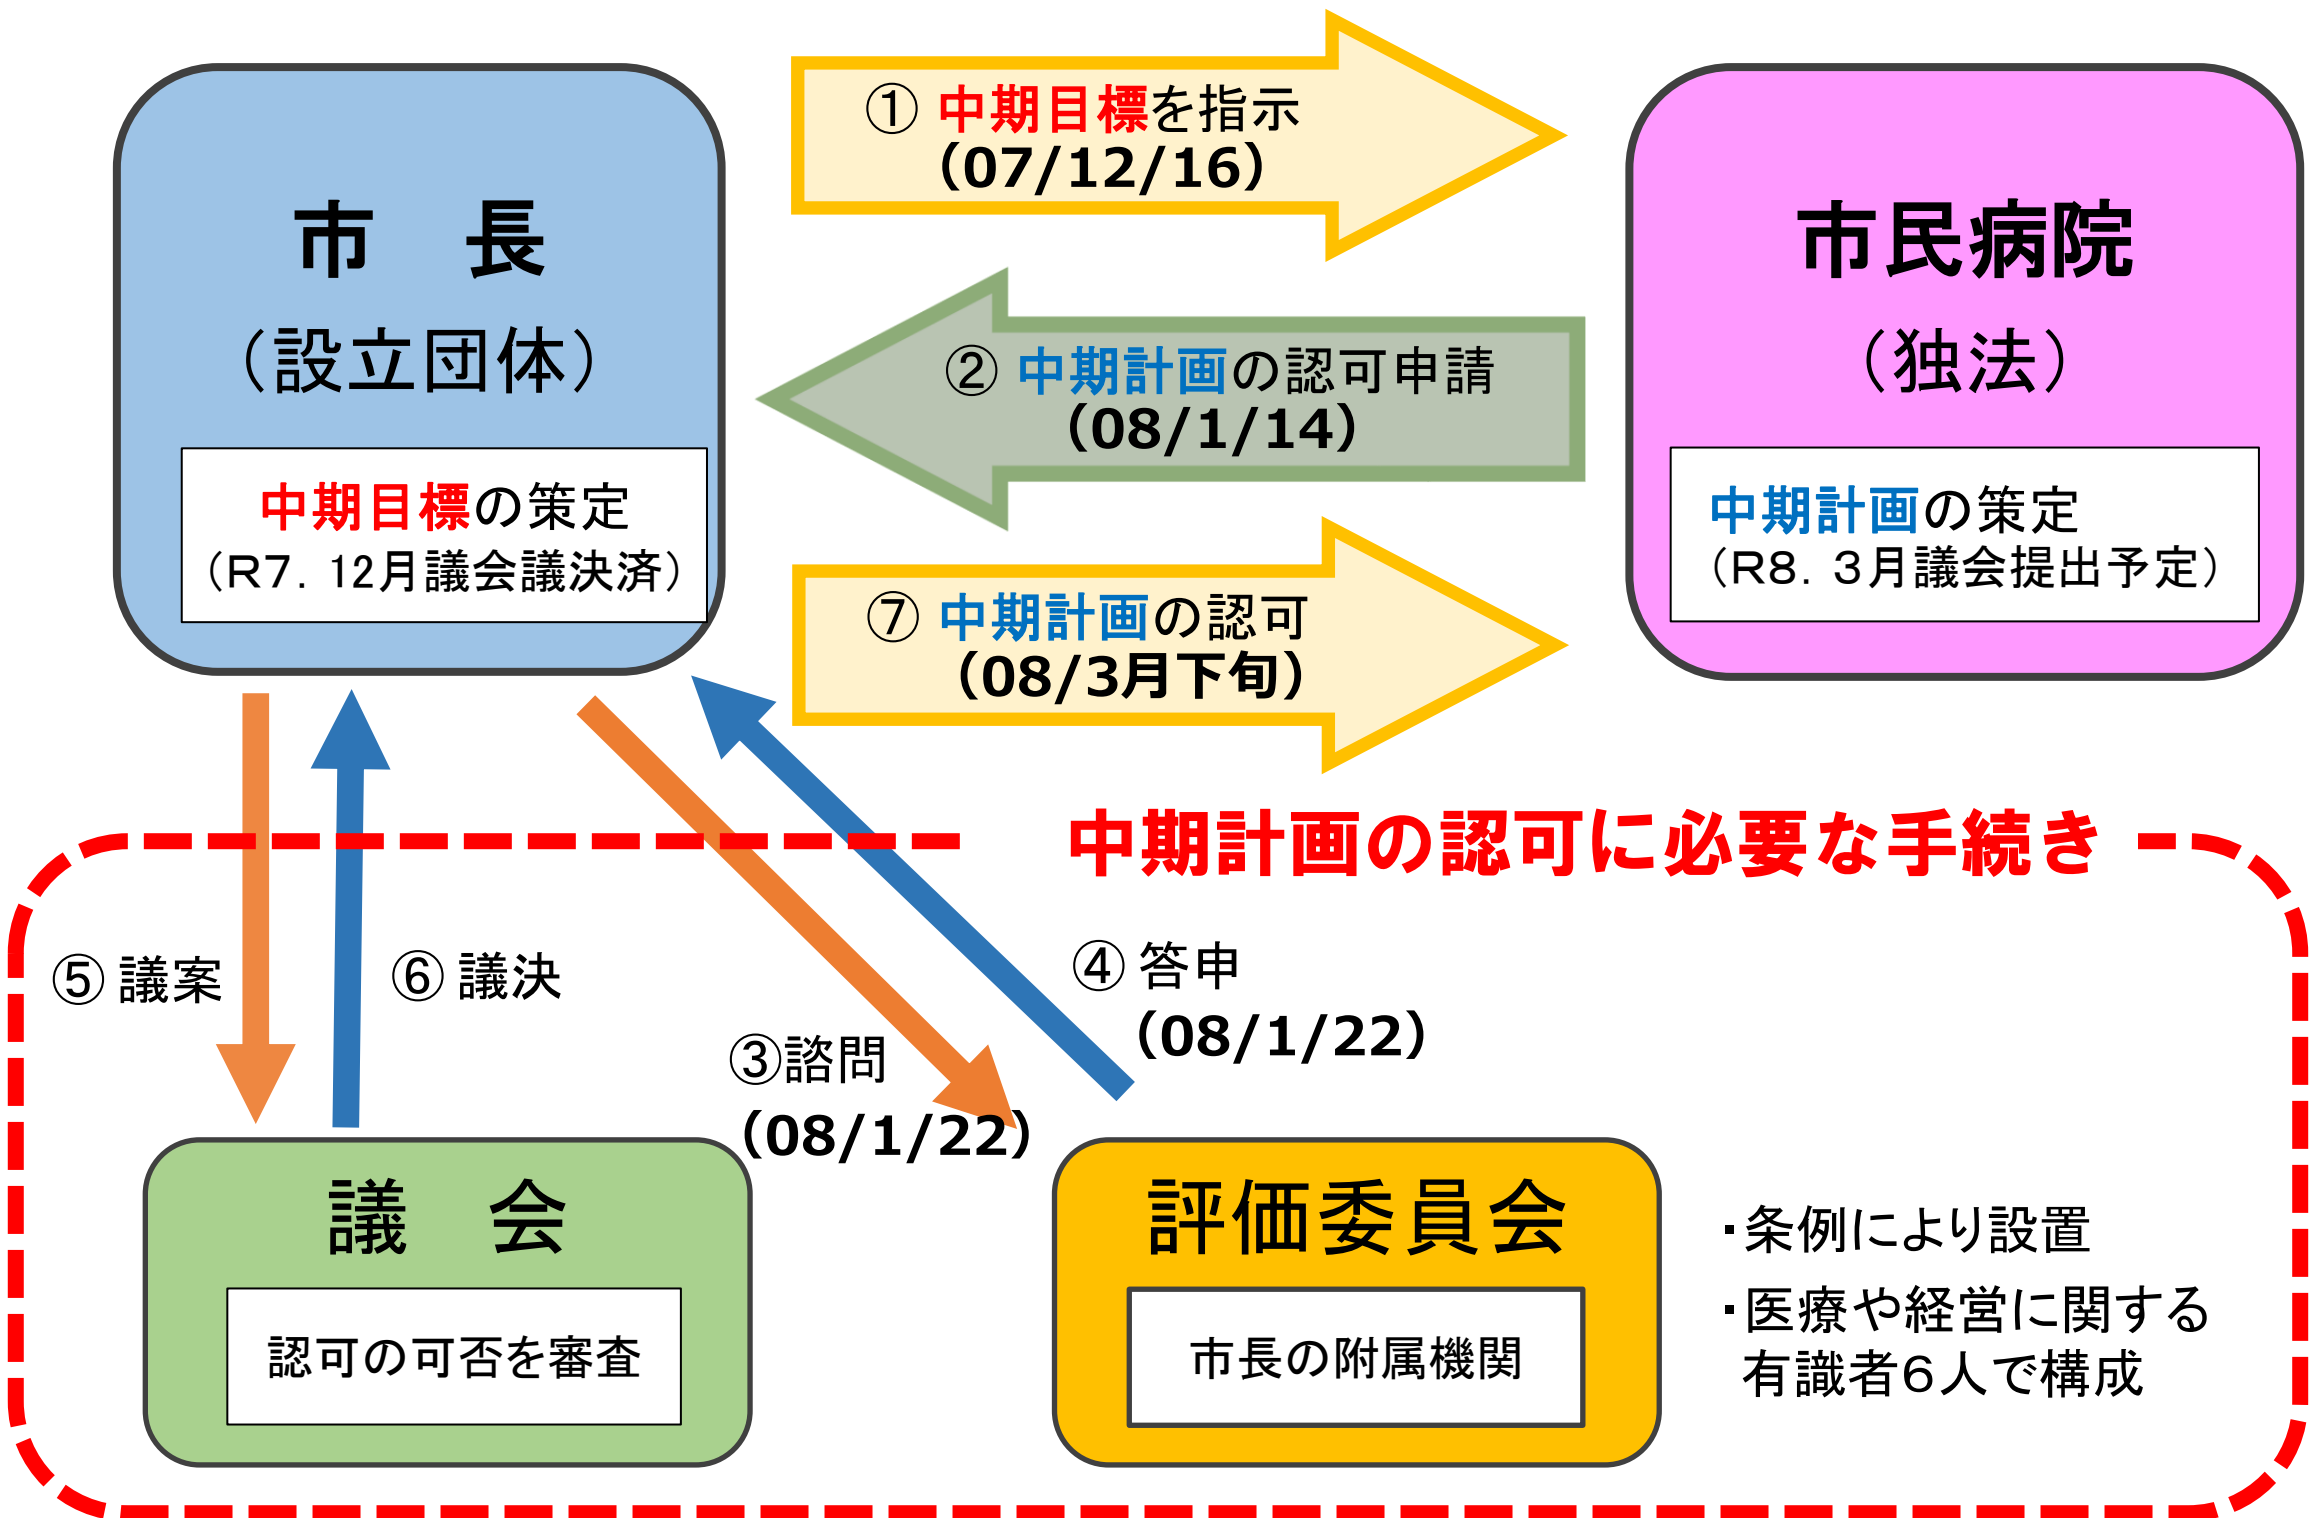 市　長
（設立団体）
中期目標の策定
（R7．12月議会議決済）
① 中期目標を指示
（07/12/16）
② 中期計画の認可申請
（08/1/14）
⑦ 中期計画の認可
（08/3月下旬）
市民病院
（独法）
中期計画の策定
（R8．3月議会提出予定）
中期計画の認可に必要な手続き
⑤ 議案
⑥ 議決
③諮問
（08/1/22）
④ 答申
（08/1/22）
議　会
認可の可否を審査
評価委員会
市長の附属機関
・条例により設置
・医療や経営に関する
有識者６人で構成